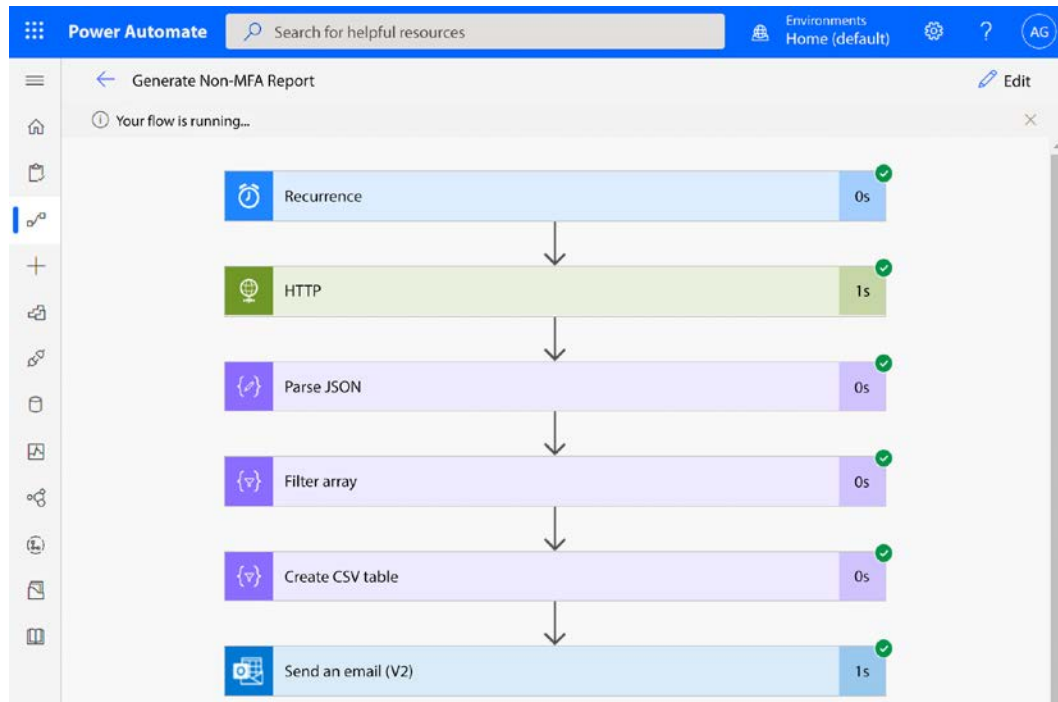 Power Automate
Search for helpful resources
Environments
Home (default)
?
AG
Generate Non-MFA Report
Edit
Your flow is running...
Recurrence
0s
HTTP
1s
Parse JSON
0s
Filter array
0s
Create CSV table
0s
Send an email (V2)
1s